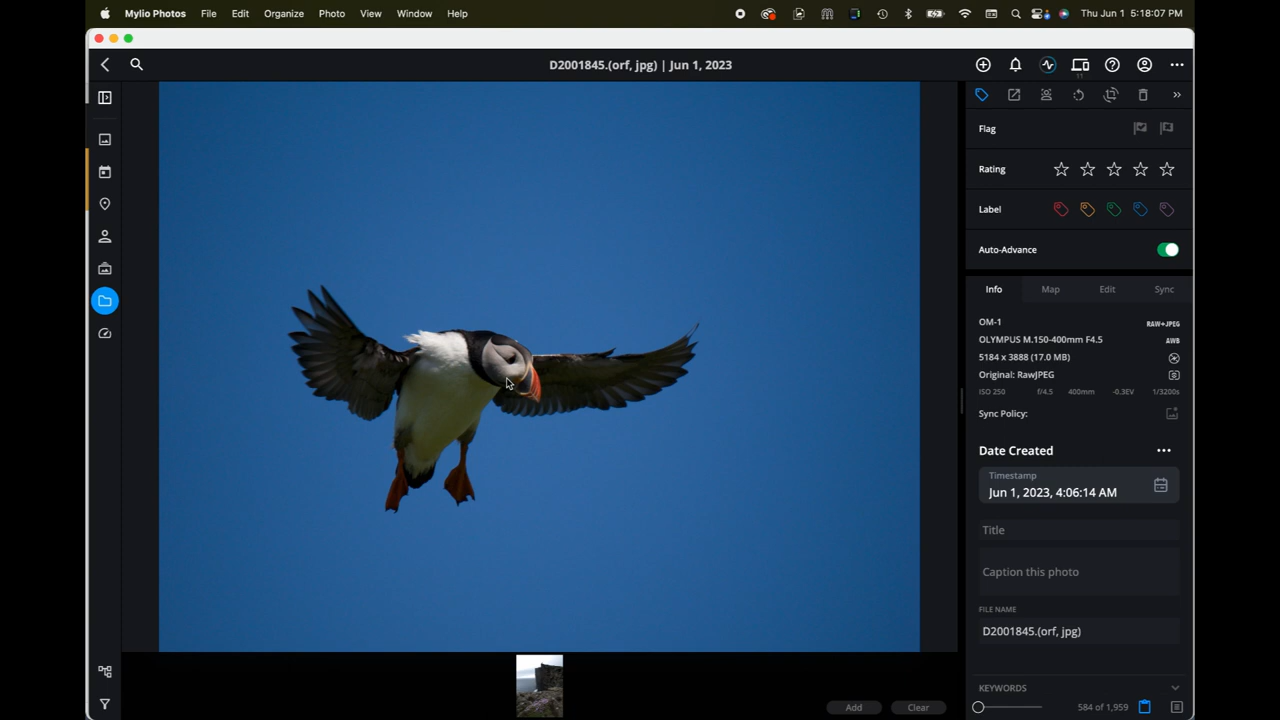 Mylio Photos File Edit Organize Photo View Window Help Thu Jun 1 5:18:07 PM
D2001845.(orf, jpg) | Jun 1, 2023
11
Flag
Rating
Label
Auto-Advance
Info Map Edit Sync
OM-1 RAW+JPEG
OLYMPUS M.150-400mm F4.5 AWB
5184 x 3888 (17.0 MB)
Original: RawJPEG
ISO 250 f/4.5 400mm -0.3EV 1/3200s
Sync Policy:
Date Created
Timestamp
Jun 1, 2023, 4:06:14 AM
Title
Caption this photo
FILE NAME
D2001845.(orf, jpg)
KEYWORDS
Add Clear 584 of 1,959